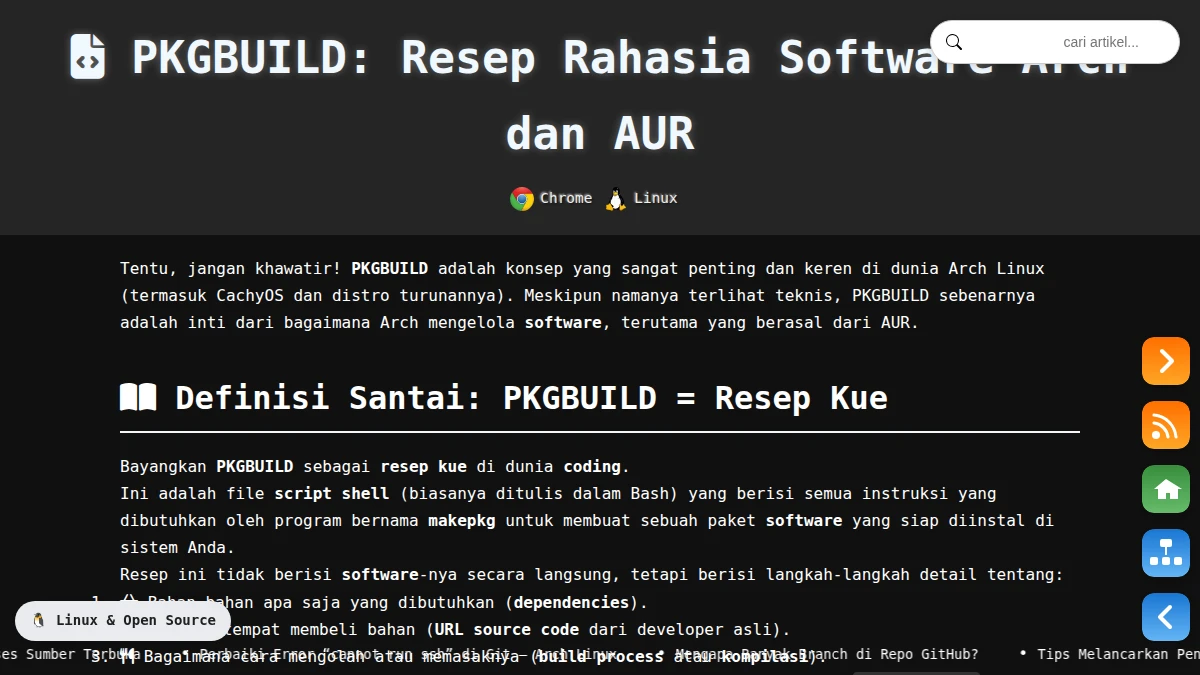 PKGBUILD: Resep Rahasia Software Arch
dan AUR
cari artikel...
Chrome Linux
Tentu, jangan khawatir! PKGBUILD adalah konsep yang sangat penting dan keren di dunia Arch Linux
(termasuk CachyOS dan distro turunannya). Meskipun namanya terlihat teknis, PKGBUILD sebenarnya
adalah inti dari bagaimana Arch mengelola software, terutama yang berasal dari AUR.
Definisi Santai: PKGBUILD = Resep Kue
Bayangkan PKGBUILD sebagai resep kue di dunia coding.
Ini adalah file script shell (biasanya ditulis dalam Bash) yang berisi semua instruksi yang
dibutuhkan oleh program bernama makepkg untuk membuat sebuah paket software yang siap diinstal di
sistem Anda.
Resep ini tidak berisi software-nya secara langsung, tetapi berisi langkah-langkah detail tentang:
1. Bahan-bahan apa saja yang dibutuhkan (dependencies).
tempat membeli bahan (URL source code dari developer asli).
3. Bagaimana cara mengolah atau memasaknya (build process atau kompilasi).
🐧 Linux & Open Source
ses Sumber Terbuka • Perbaiki Error “cannot run ssh” di Git — Arch Linux • Mengapa Banyak Branch di Repo GitHub? • Tips Melancarkan Pen